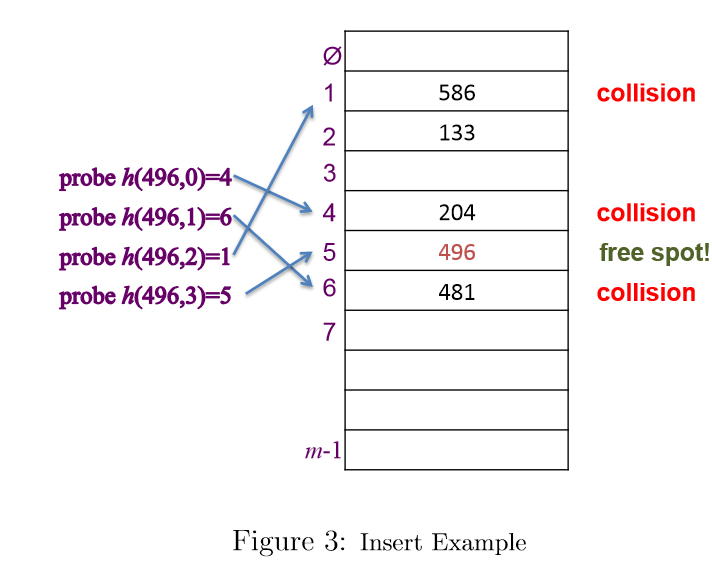 Ø
1 586 collision
2 133
probe h(496,0)=4 3
probe h(496,1)=6 4 204 collision
probe h(496,2)=1 5 496 free spot!
probe h(496,3)=5 6 481 collision
7
m-1
Figure 3: Insert Example